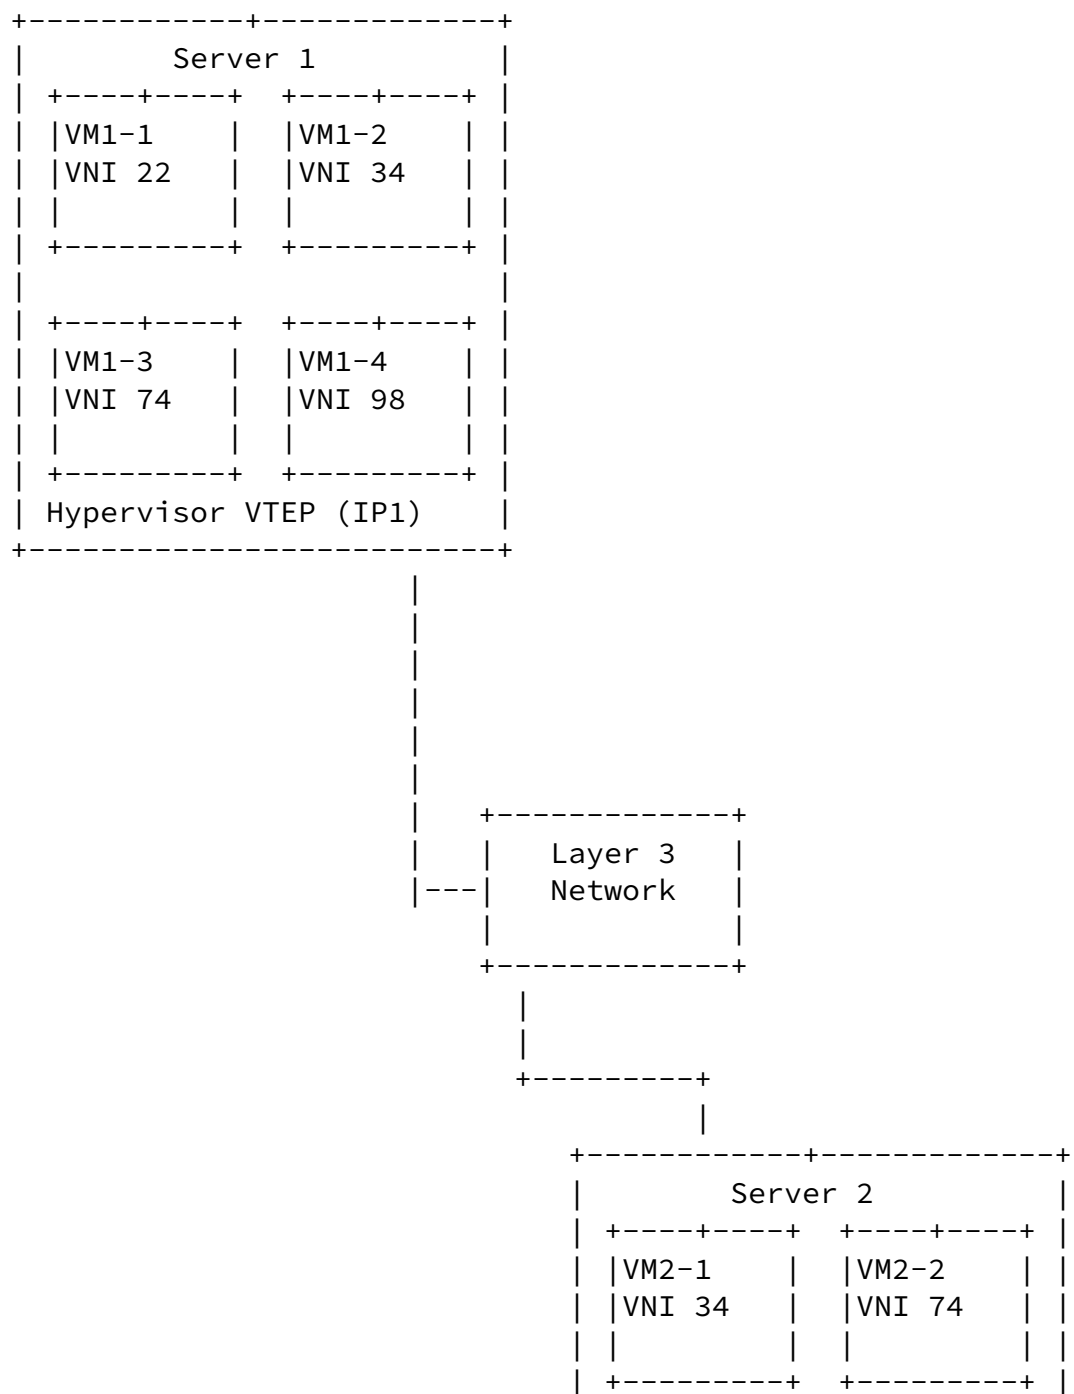 Server 1
VM1-1 VM1-2
VNI 22 VNI 34
VM1-3 VM1-4
VNI 74 VNI 98
Hypervisor VTEP (IP1)
Layer 3
Network
Server 2
VM2-1 VM2-2
VNI 34 VNI 74